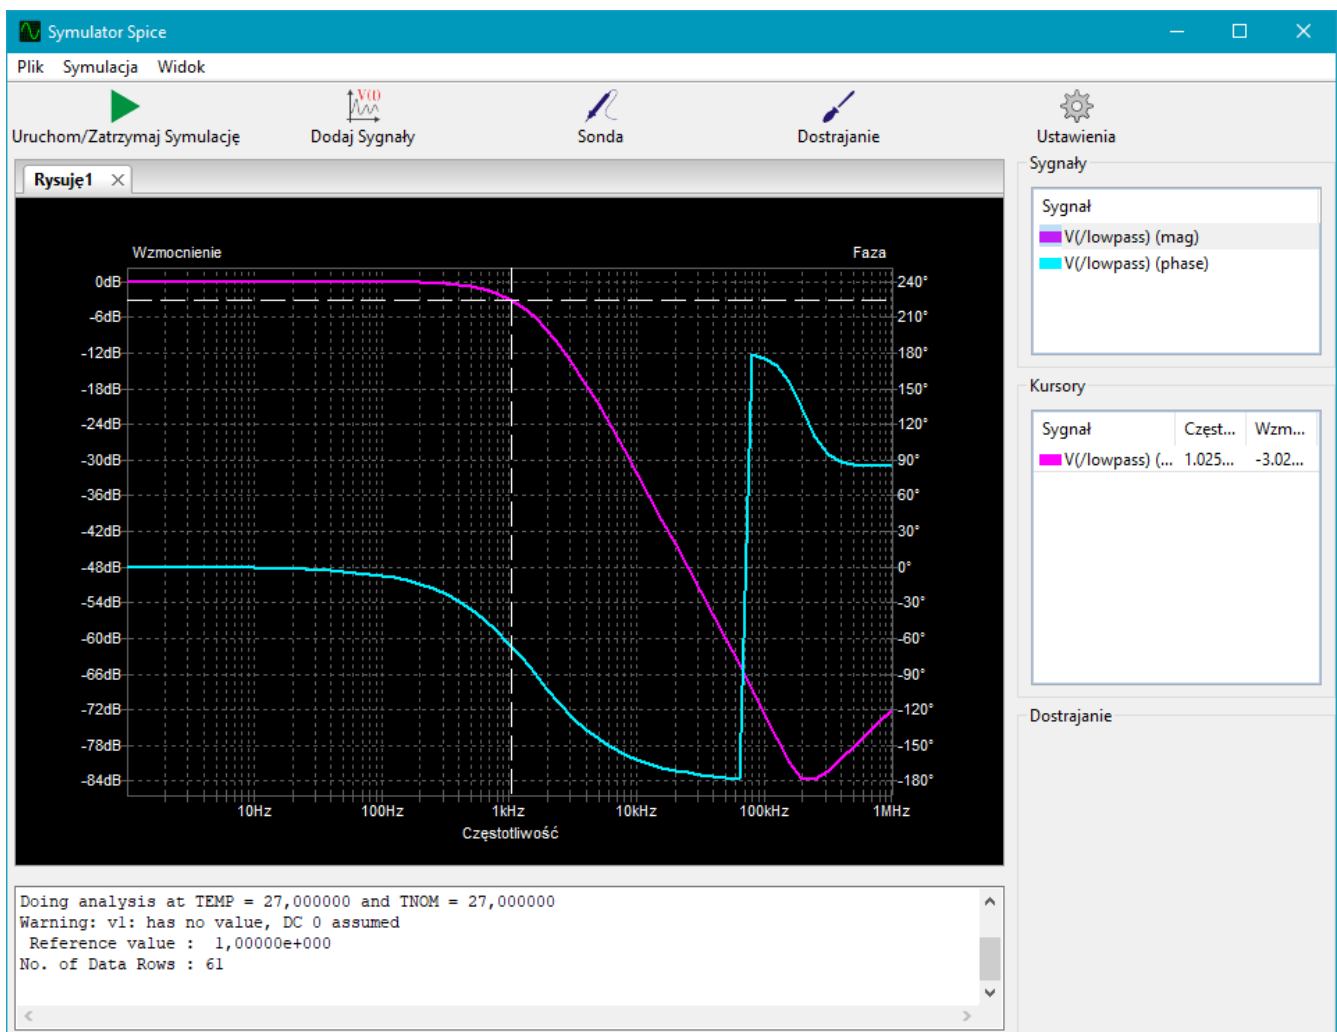 Symulator Spice
Plik Symulacja Widok
Uruchom/Zatrzymaj Symulację
V(t)
Dodaj Sygnały
Sonda
Dostrajanie
Ustawienia
Rysuję1
Wzmocnienie
Faza
0dB
-6dB
-12dB
-18dB
-24dB
-30dB
-36dB
-42dB
-48dB
-54dB
-60dB
-66dB
-72dB
-78dB
-84dB
240°
210°
180°
150°
120°
90°
60°
30°
0°
-30°
-60°
-90°
-120°
-150°
-180°
10Hz 100Hz 1kHz 10kHz 100kHz 1MHz
Częstotliwość
Sygnały
Sygnał
V(/lowpass) (mag)
V(/lowpass) (phase)
Kursory
Sygnał Częst... Wzm...
V(/lowpass) (... 1.025... -3.02...
Dostrajanie
Doing analysis at TEMP = 27,000000 and TNOM = 27,000000
Warning: v1: has no value, DC 0 assumed
Reference value : 1,00000e+000
No. of Data Rows : 61